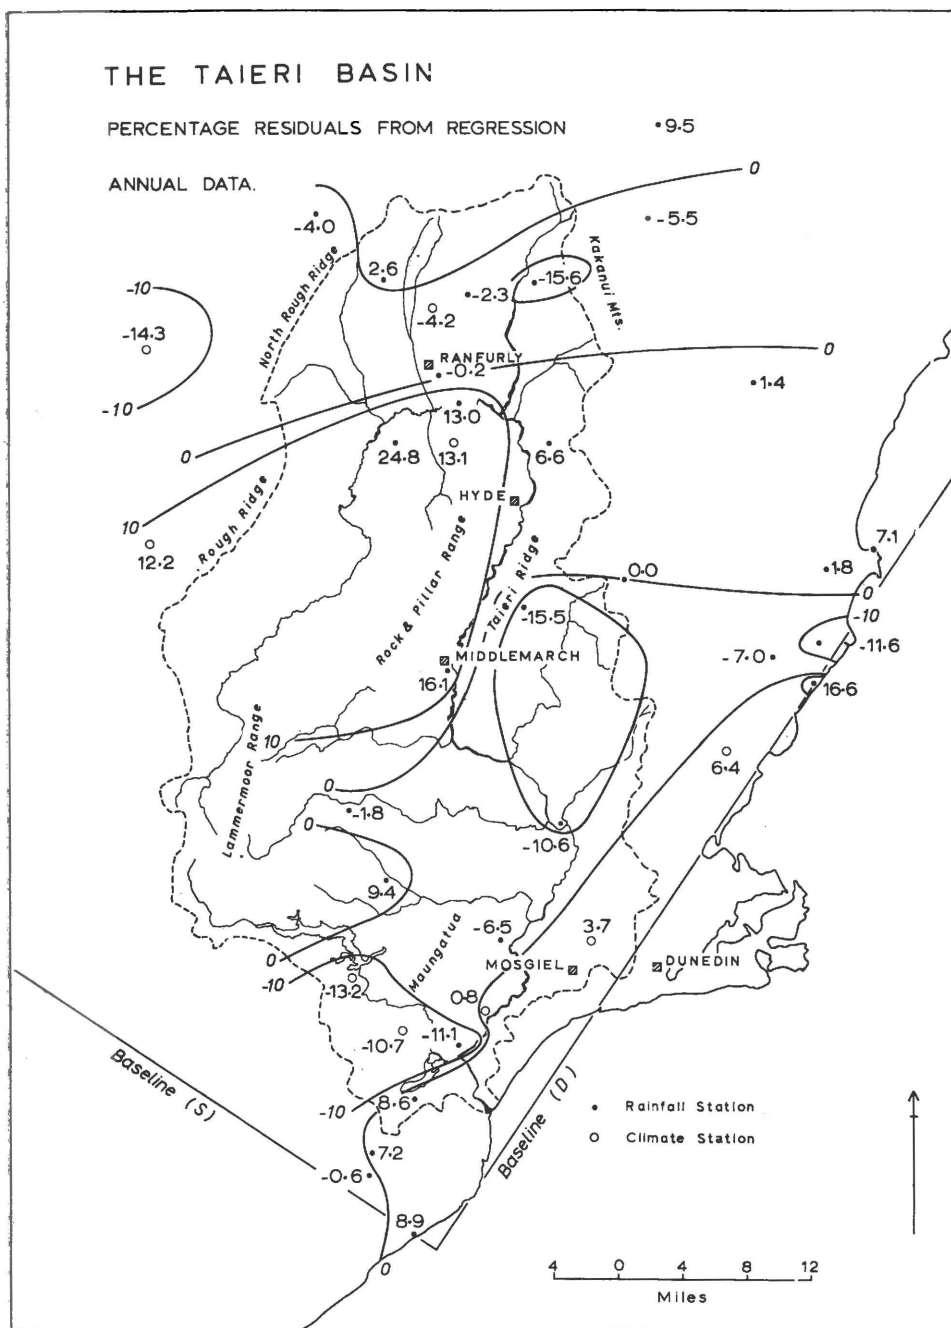 THE TAIERI BASIN
PERCENTAGE RESIDUALS FROM REGRESSION
9·5
ANNUAL DATA.
0
-5·5
-4·0
Kakanui Mts.
North Rough Ridge
2·6
-2·3
-15·6
-10
-4·2
-14·3
0
RANFURLY
-0·2
1·4
-10
13·0
0
24·8
13·1
6·6
HYDE
10
Rough Ridge
12·2
7·1
Rock & Pillar Range
Taieri Ridge
0·0
1·8
0
-15·5
-10
-11·6
MIDDLEMARCH
-7·0
16·1
16·6
Lammermoor Range
10
6·4
0
-1·8
0
-10·6
9·4
Maungatua
-6·5
3·7
0
MOSGIEL
DUNEDIN
-10
-13·2
0·8
-10·7
-11·1
Baseline (S)
Baseline (D)
-10
8·6
Rainfall Station
Climate Station
7·2
-0·6
8·9
0
4 0 4 8 12
Miles